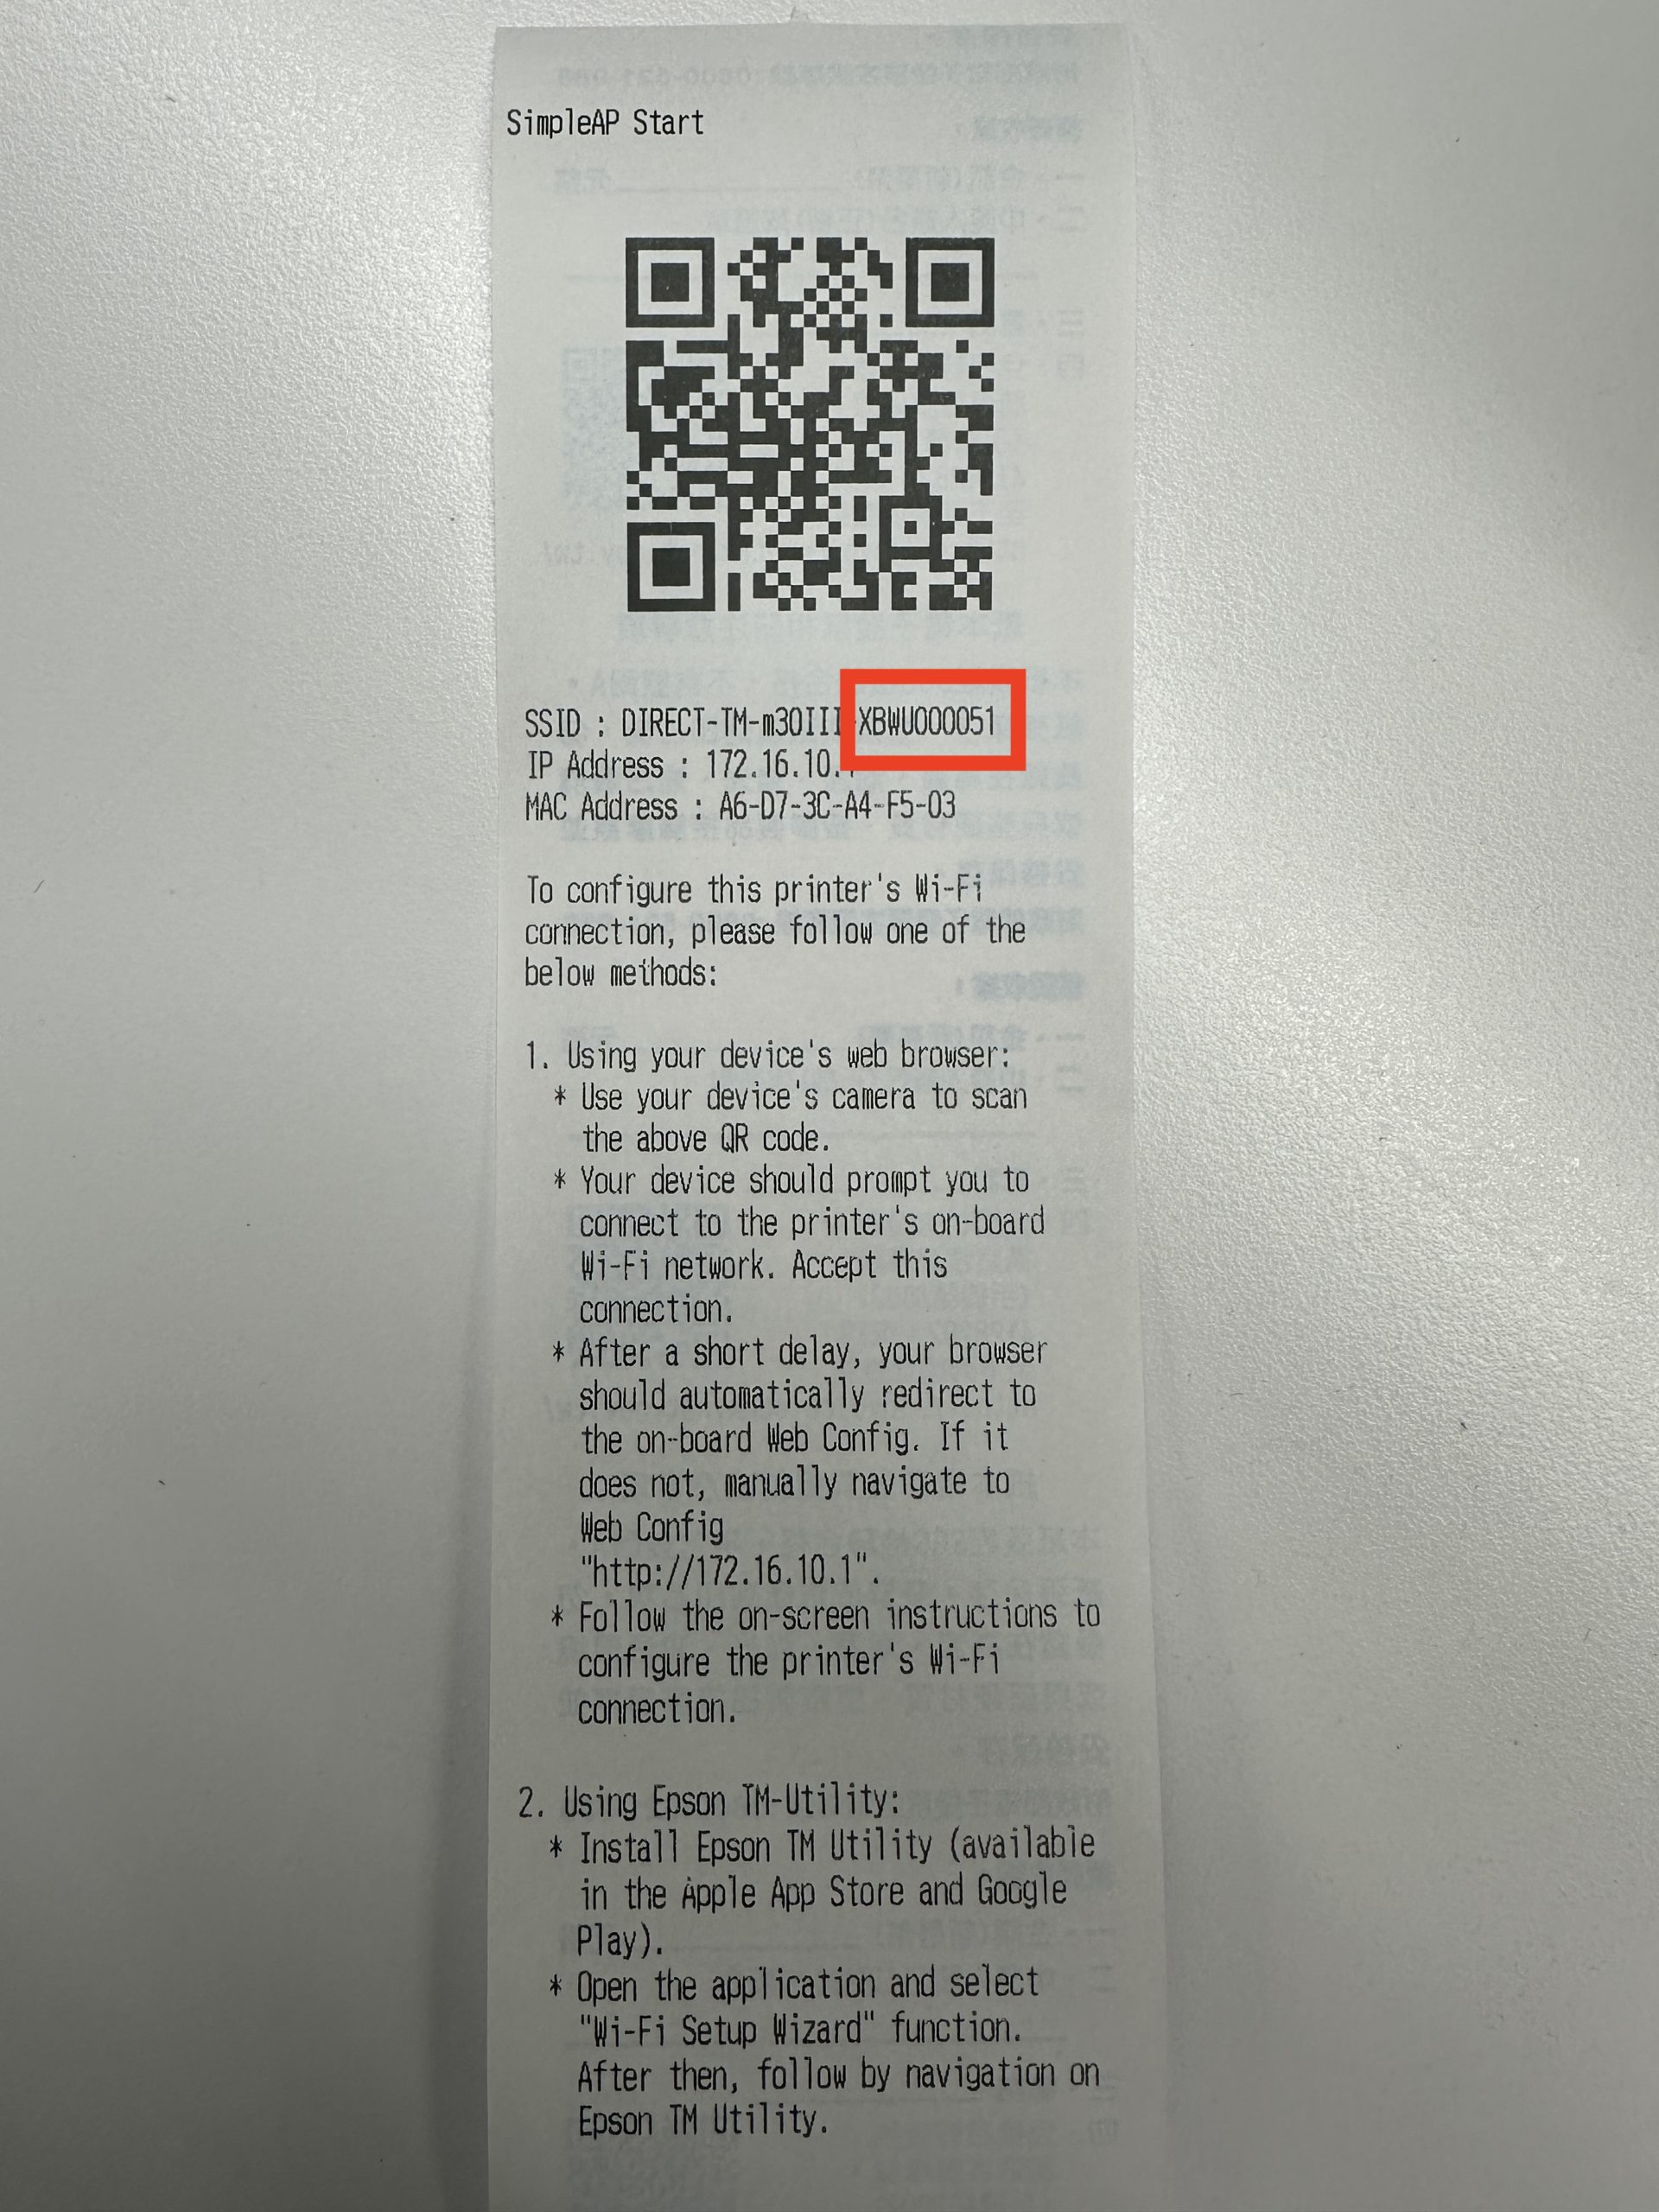 SimpleAP Start
SSID : DIRECT-TM-m30III-XBWU000051
IP Address : 172.16.10.1
MAC Address : A6-D7-3C-A4-F5-03
To configure this printer's Wi-Fi
connection, please follow one of the
below methods:
1. Using your device's web browser:
* Use your device's camera to scan
the above QR code.
* Your device should prompt you to
connect to the printer's on-board
Wi-Fi network. Accept this
connection.
* After a short delay, your browser
should automatically redirect to
the on-board Web Config. If it
does not, manually navigate to
Web Config
"http://172.16.10.1".
* Follow the on-screen instructions to
configure the printer's Wi-Fi
connection.
2. Using Epson TM-Utility:
* Install Epson TM Utility (available
in the Apple App Store and Google
Play).
* Open the application and select
"Wi-Fi Setup Wizard" function.
After then, follow by navigation on
Epson TM Utility.